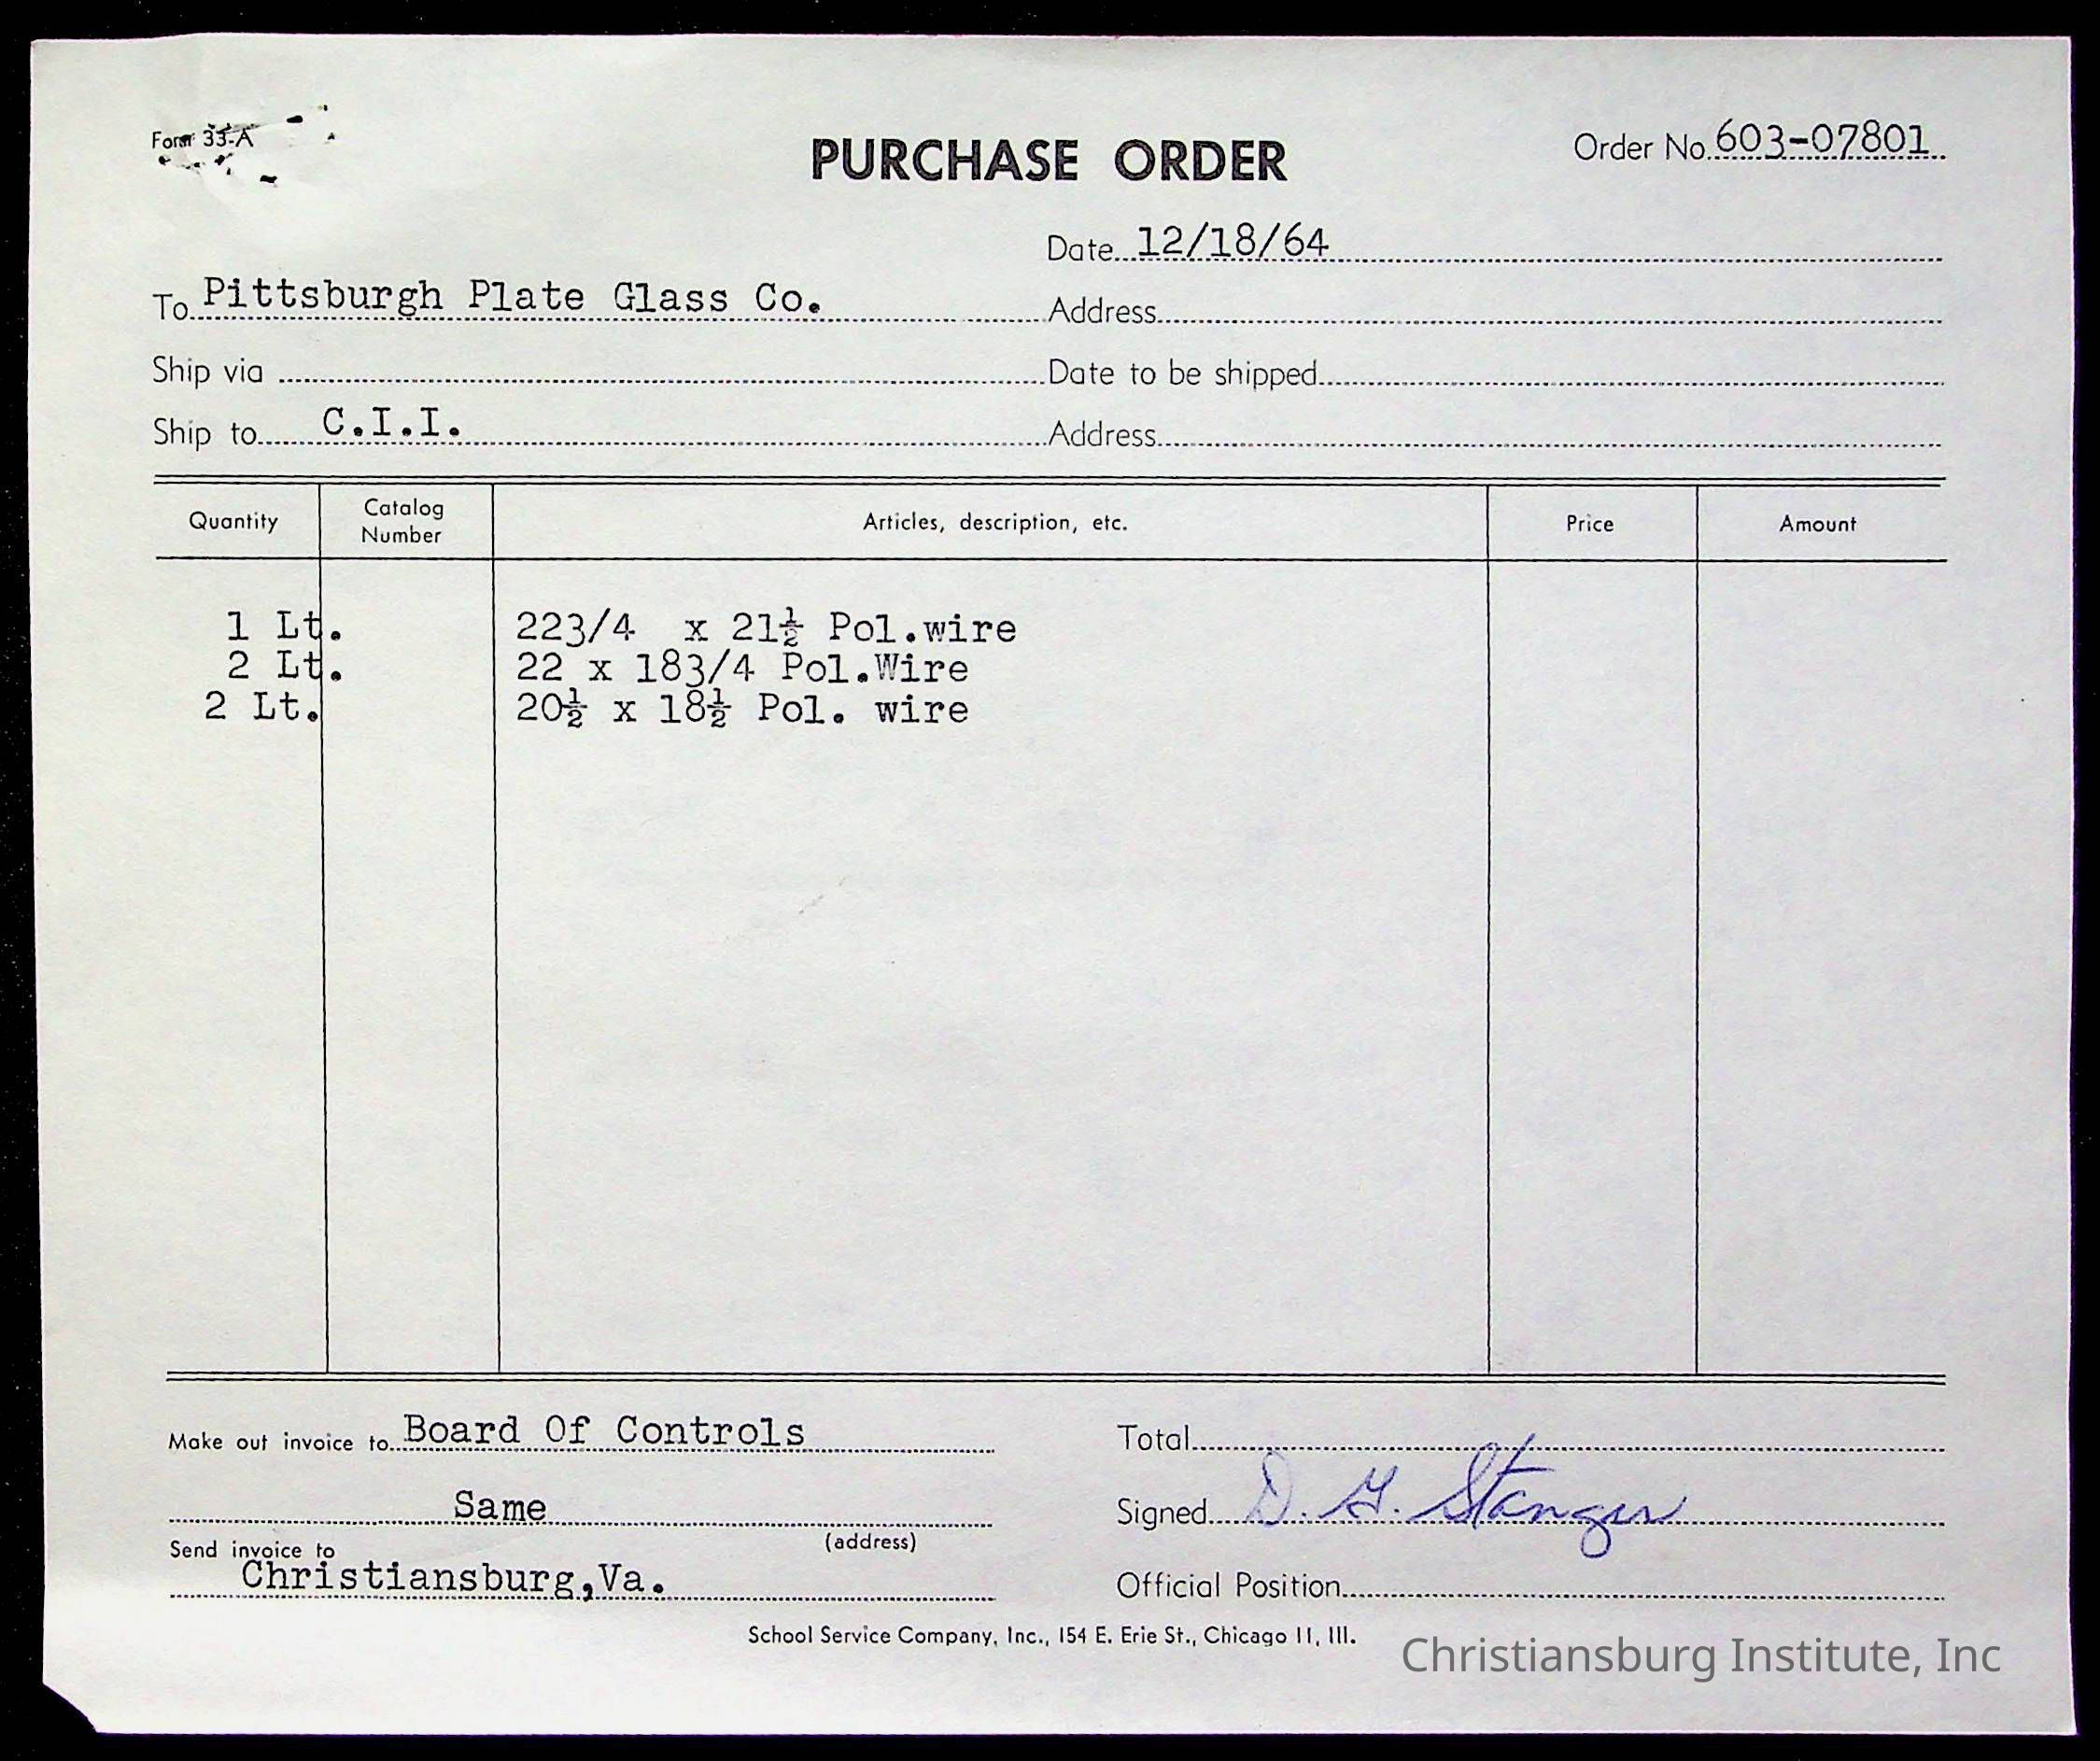 Form 33-A
PURCHASE ORDER
Order No. 603-07801
Date 12/18/64
To Pittsburgh Plate Glass Co. Address
Ship via Date to be shipped
Ship to C.I.I. Address
Quantity Catalog Number Articles, description, etc. Price Amount
1 Lt. 223/4 x 21½ Pol.wire
2 Lt. 22 x 183/4 Pol.Wire
2 Lt. 20½ x 18½ Pol. wire
Make out invoice to Board Of Controls Total
Same Signed D. G. Stanger
(address)
Send invoice to
Christiansburg,Va. Official Position
School Service Company, Inc., 154 E. Erie St., Chicago 11, Ill.
Christiansburg Institute, Inc